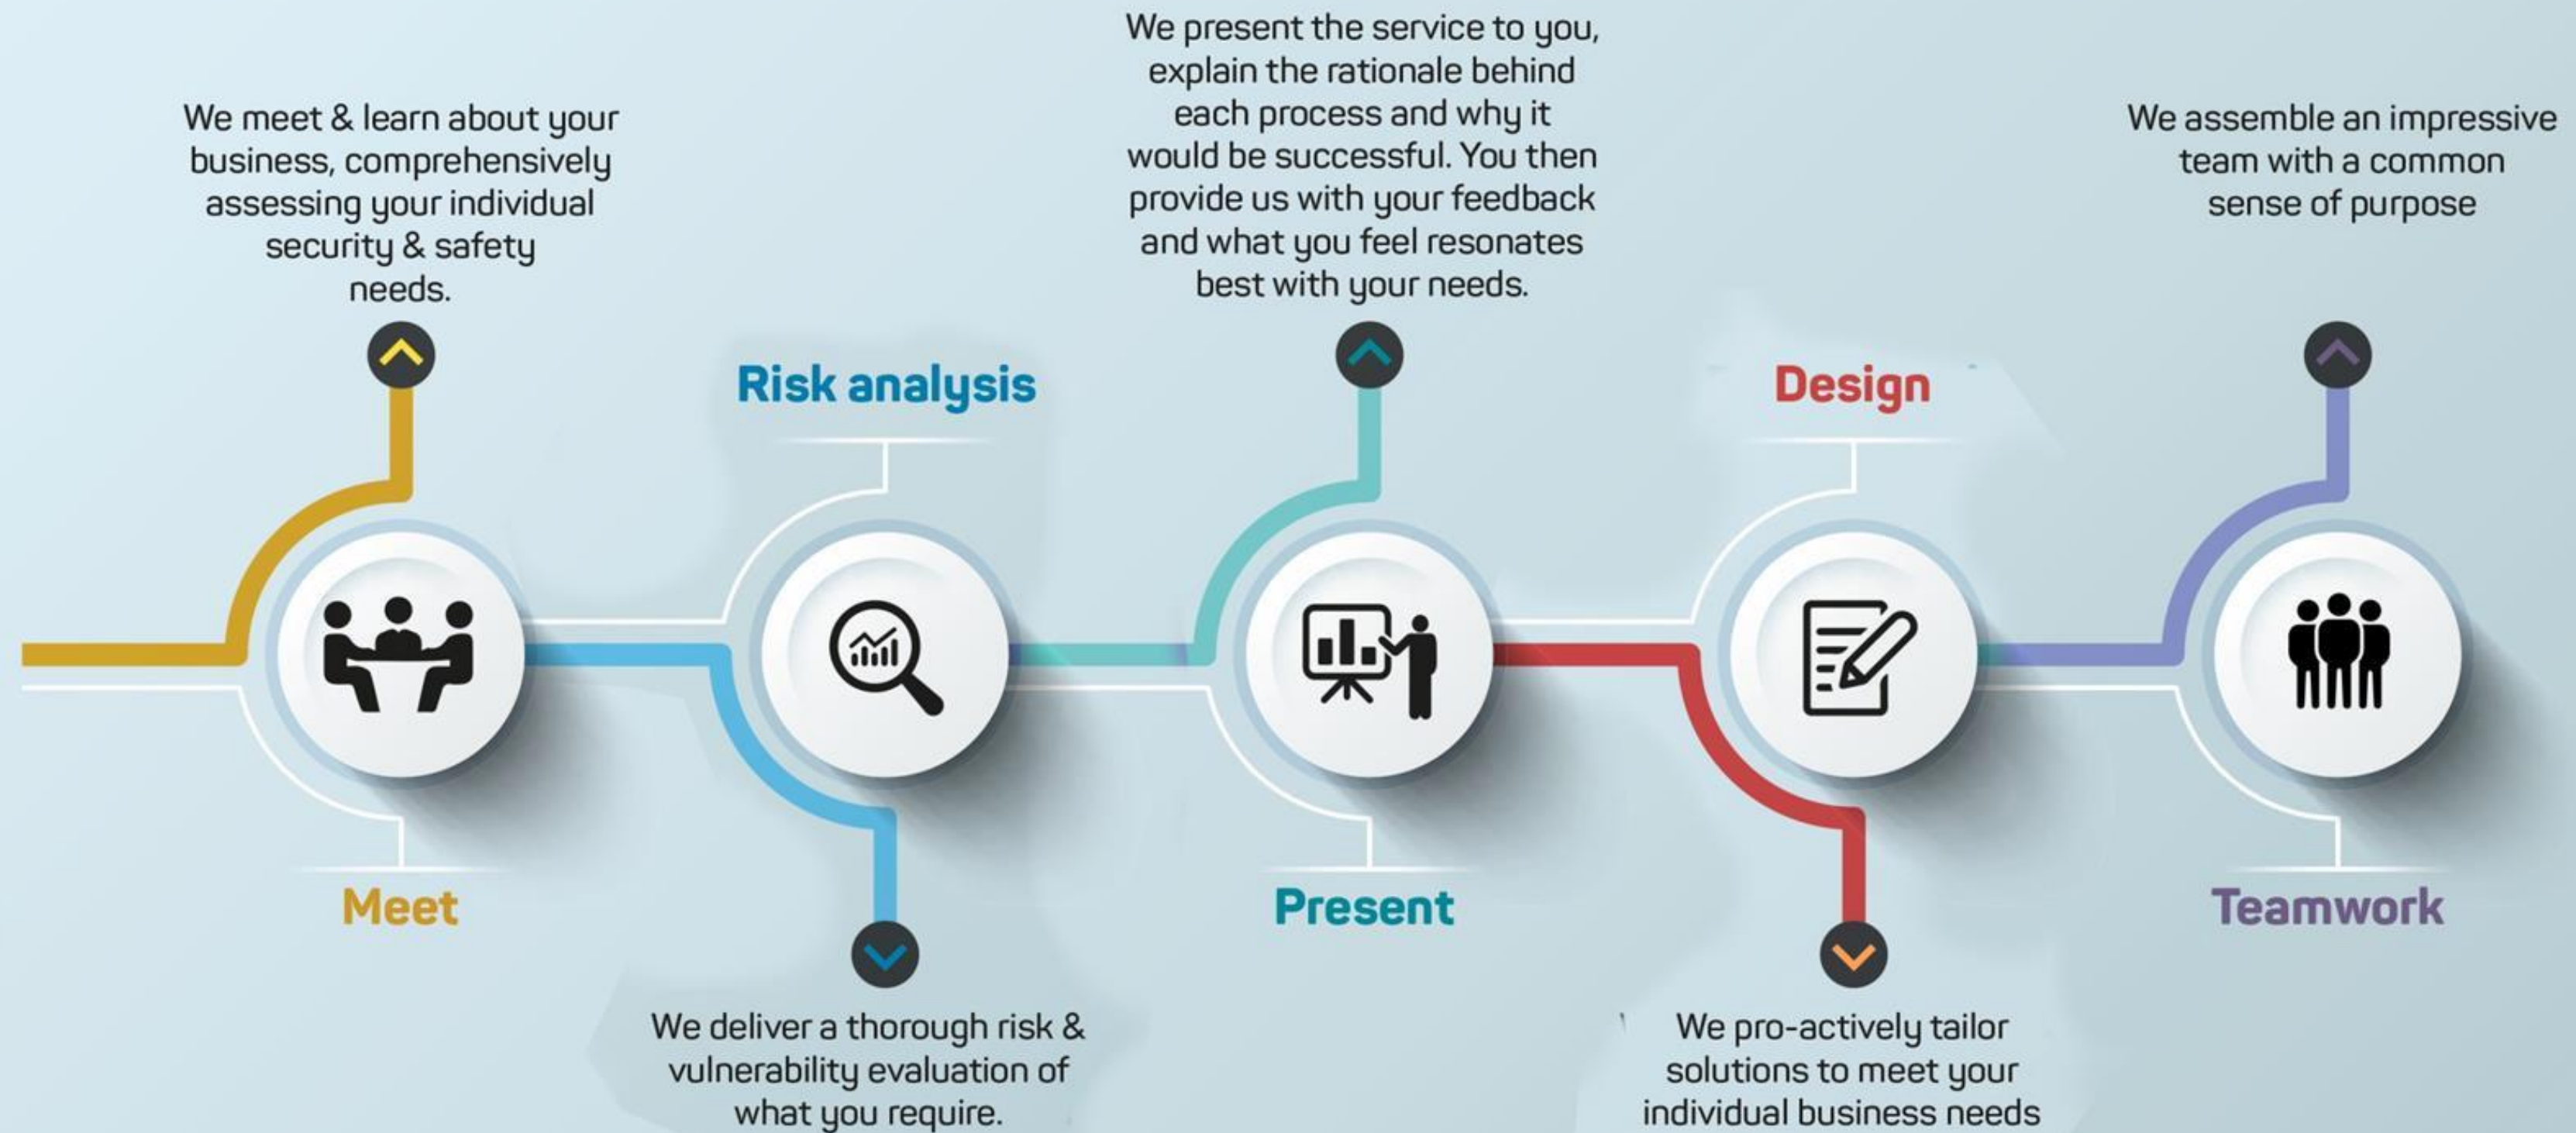 We meet & learn about your
business, comprehensively
assessing your individual
security & safety
needs.
Meet
Risk analysis
We deliver a thorough risk &
vulnerability evaluation of
what you require.
We present the service to you,
explain the rationale behind
each process and why it
would be successful. You then
provide us with your feedback
and what you feel resonates
best with your needs.
Present
Design
We pro-actively tailor
solutions to meet your
individual business needs
We assemble an impressive
team with a common
sense of purpose
Teamwork